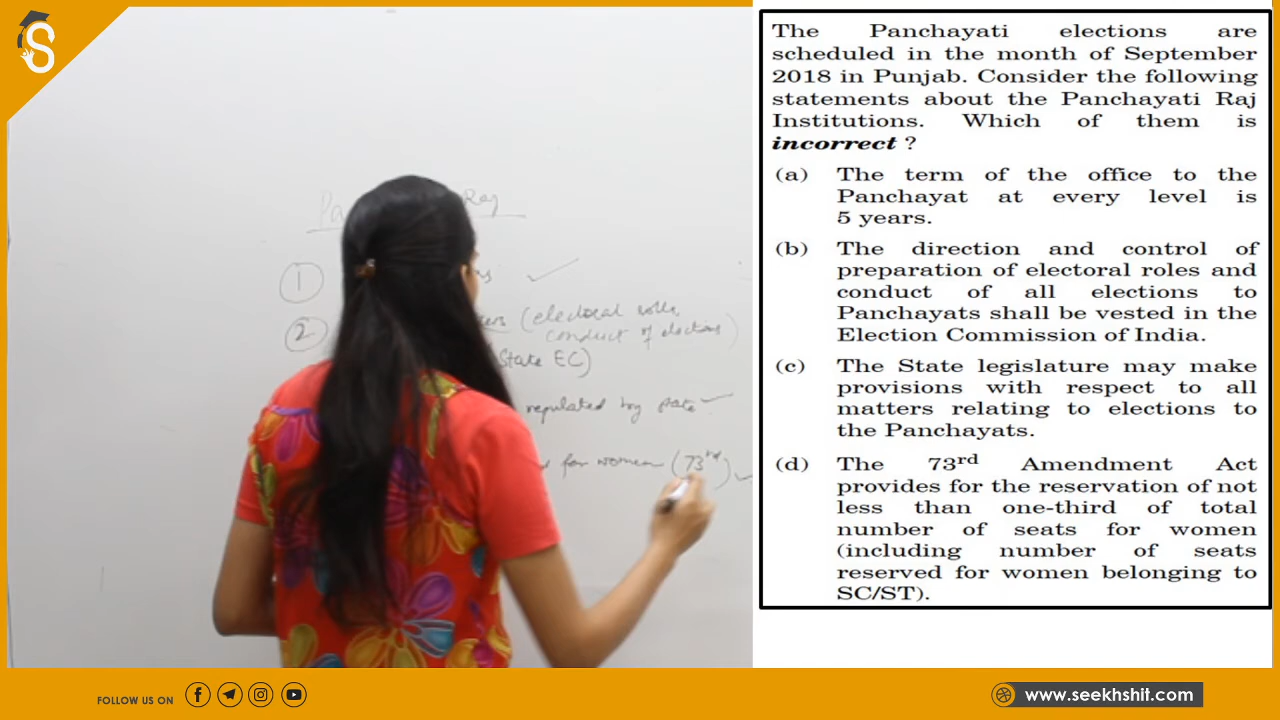 S
Raj
1
2
(electoral rolls,
conduct of elections)
State EC)
regulated by state
for women (73rd)
The Panchayati elections are
scheduled in the month of September
2018 in Punjab. Consider the following
statements about the Panchayati Raj
Institutions. Which of them is
incorrect ?
(a) The term of the office to the
Panchayat at every level is
5 years.
(b) The direction and control of
preparation of electoral roles and
conduct of all elections to
Panchayats shall be vested in the
Election Commission of India.
(c) The State legislature may make
provisions with respect to all
matters relating to elections to
the Panchayats.
(d) The 73rd Amendment Act
provides for the reservation of not
less than one-third of total
number of seats for women
(including number of seats
reserved for women belonging to
SC/ST).
FOLLOW US ON
www.seekhshit.com